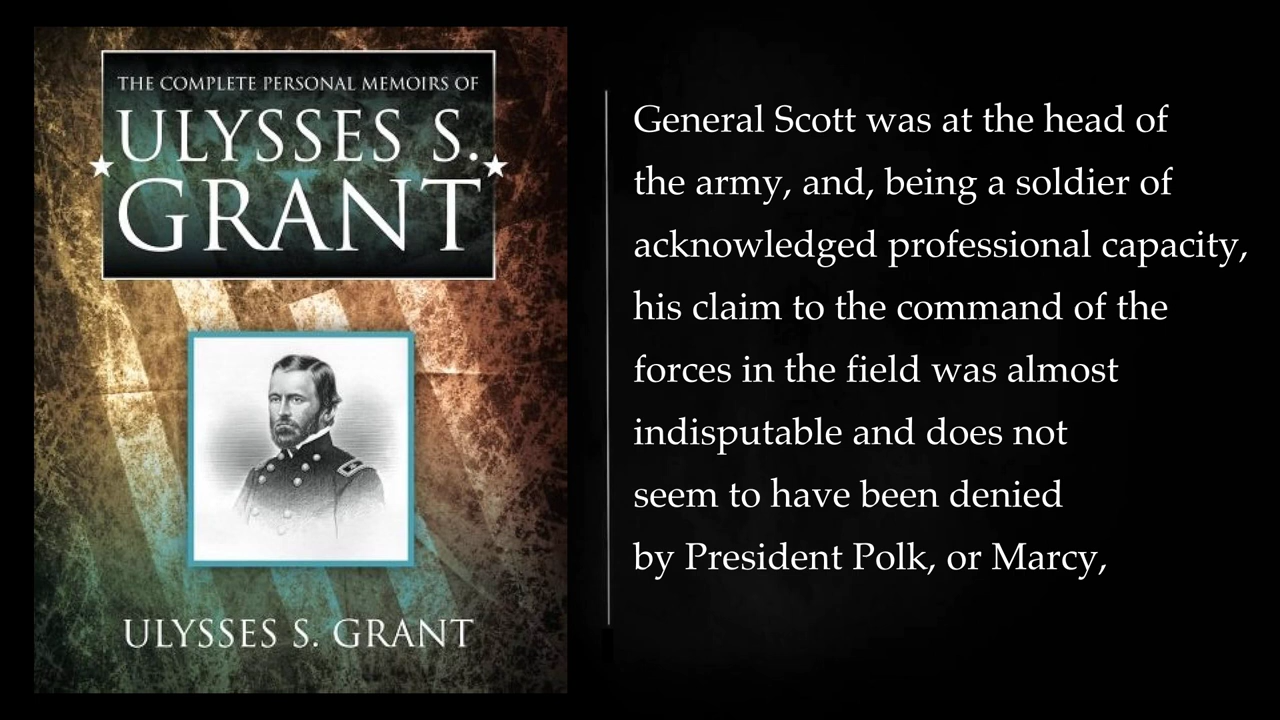 THE COMPLETE PERSONAL MEMOIRS OF
ULYSSES S.
GRANT
ULYSSES S. GRANT
General Scott was at the head of
the army, and, being a soldier of
acknowledged professional capacity,
his claim to the command of the
forces in the field was almost
indisputable and does not
seem to have been denied
by President Polk, or Marcy,